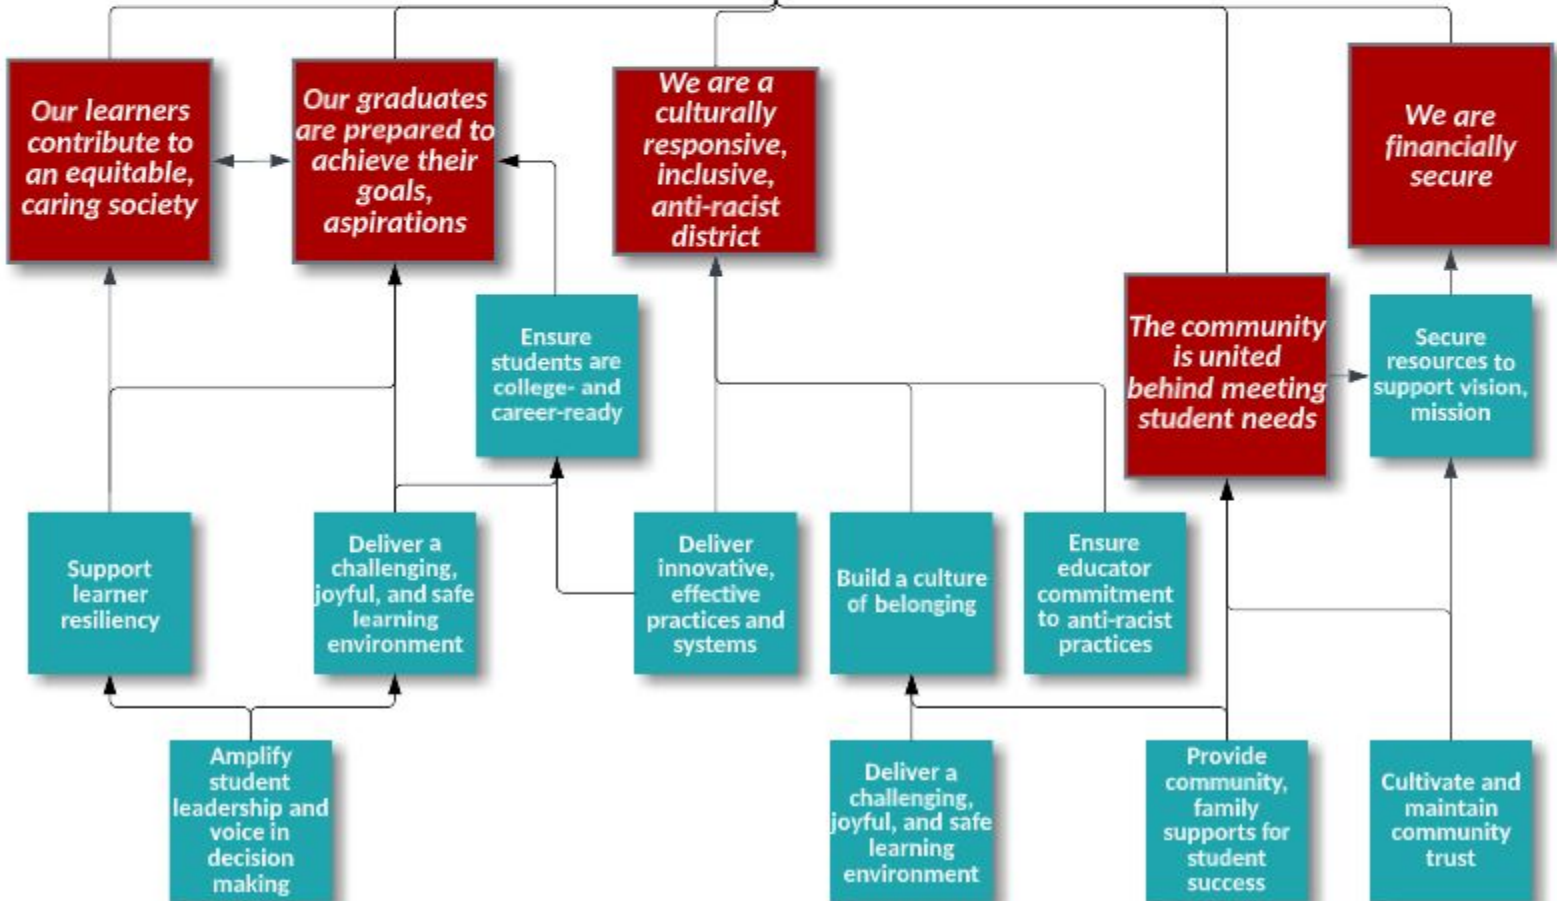 Our learners
contribute to
an equitable,
caring society
Our graduates
are prepared to
achieve their
goals,
aspirations
We are a
culturally
responsive,
inclusive,
anti-racist
district
We are
financially
secure
Ensure
students are
college- and
career-ready
The community
is united
behind meeting
student needs
Secure
resources to
support vision,
mission
Support
learner
resiliency
Deliver a
challenging,
joyful, and safe
learning
environment
Deliver
innovative,
effective
practices and
systems
Build a culture
of belonging
Ensure
educator
commitment
to anti-racist
practices
Amplify
student
leadership and
voice in
decision
making
Deliver a
challenging,
joyful, and safe
learning
environment
Provide
community,
family
supports for
student
success
Cultivate and
maintain
community
trust